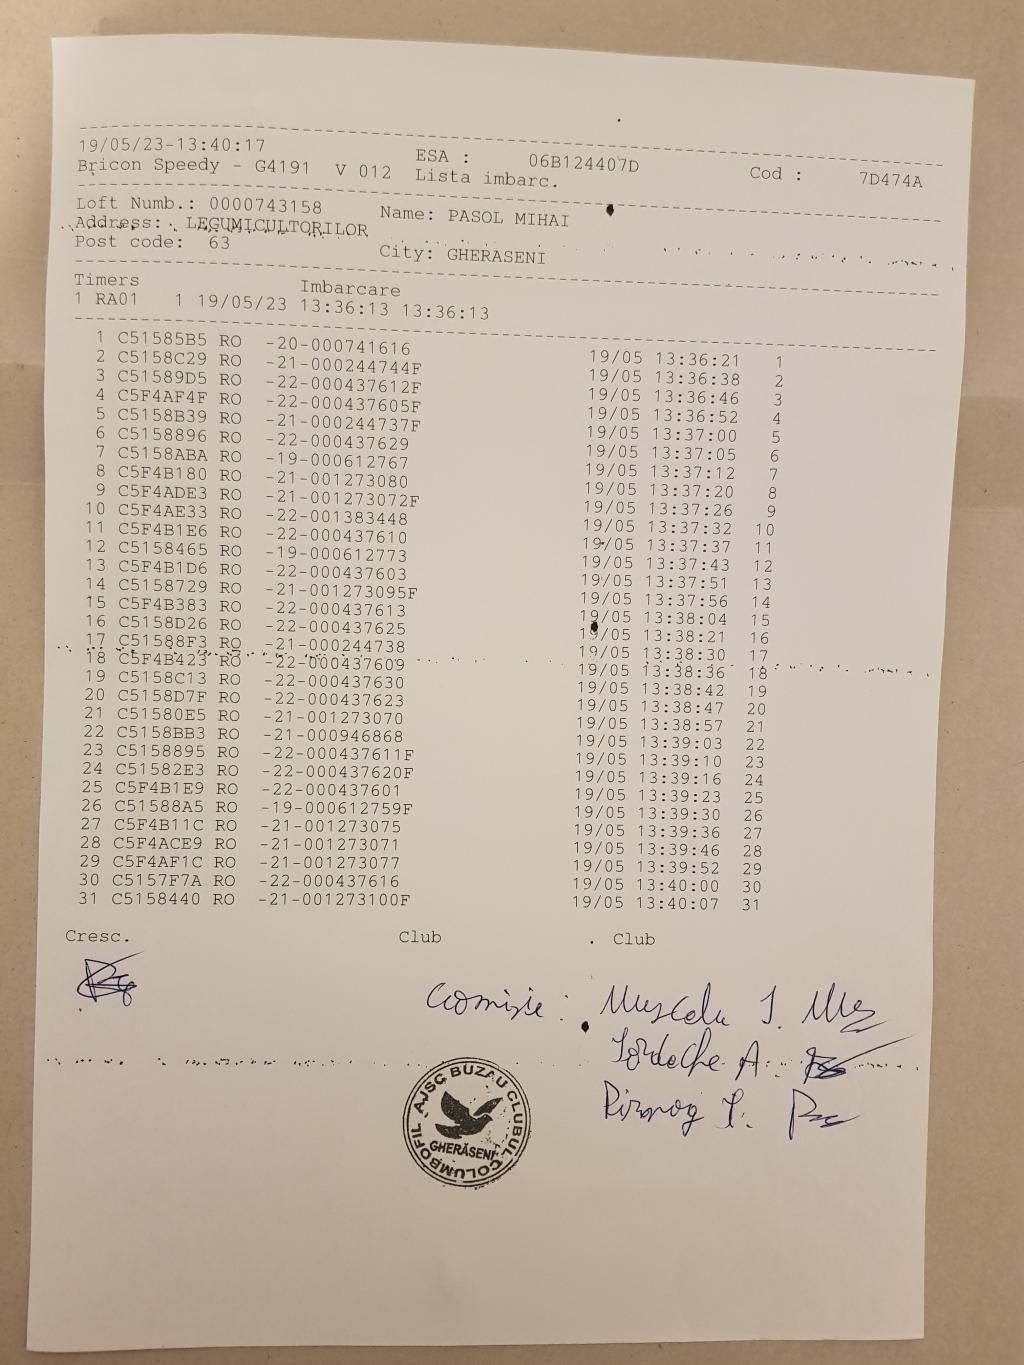 19/05/23-13:40:17 ESA : 06B124407D Cod : 7D474A
Bricon Speedy - G4191 V 012 Lista imbarc.
Loft Numb.: 0000743158 Name: PASOL MIHAI
Address: LEGUMICULTORILOR
Post code: 63 City: GHERASENI
Timers Imbarcare
1 RA01 1 19/05/23 13:36:13 13:36:13
1 C51585B5 RO -20-000741616 19/05 13:36:21 1
2 C5158C29 RO -21-000244744F 19/05 13:36:38 2
3 C51589D5 RO -22-000437612F 19/05 13:36:46 3
4 C5F4AF4F RO -22-000437605F 19/05 13:36:52 4
5 C5158B39 RO -21-000244737F 19/05 13:37:00 5
6 C5158896 RO -22-000437629 19/05 13:37:05 6
7 C5158ABA RO -19-000612767 19/05 13:37:12 7
8 C5F4B180 RO -21-001273080 19/05 13:37:20 8
9 C5F4ADE3 RO -21-001273072F 19/05 13:37:26 9
10 C5F4AE33 RO -22-001383448 19/05 13:37:32 10
11 C5F4B1E6 RO -22-000437610 19/05 13:37:37 11
12 C5158465 RO -19-000612773 19/05 13:37:43 12
13 C5F4B1D6 RO -22-000437603 19/05 13:37:51 13
14 C5158729 RO -21-001273095F 19/05 13:37:56 14
15 C5F4B383 RO -22-000437613 19/05 13:38:04 15
16 C5158D26 RO -22-000437625 19/05 13:38:21 16
17 C51588F3 RO -21-000244738 19/05 13:38:30 17
18 C5F4B423 RO -22-000437609 19/05 13:38:36 18
19 C5158C13 RO -22-000437630 19/05 13:38:42 19
20 C5158D7F RO -22-000437623 19/05 13:38:47 20
21 C51580E5 RO -21-001273070 19/05 13:38:57 21
22 C5158BB3 RO -21-000946868 19/05 13:39:03 22
23 C5158895 RO -22-000437611F 19/05 13:39:10 23
24 C51582E3 RO -22-000437620F 19/05 13:39:16 24
25 C5F4B1E9 RO -22-000437601 19/05 13:39:23 25
26 C51588A5 RO -19-000612759F 19/05 13:39:30 26
27 C5F4B11C RO -21-001273075 19/05 13:39:36 27
28 C5F4ACE9 RO -21-001273071 19/05 13:39:46 28
29 C5F4AF1C RO -21-001273077 19/05 13:39:52 29
30 C5157F7A RO -22-000437616 19/05 13:40:00 30
31 C5158440 RO -21-001273100F 19/05 13:40:07 31
Cresc. Club Club
Comisie: Muscelu I.
Iordache A.
P.
AJSC BUZAU CLUBUL COLUMBOFIL
GHERĂSENI